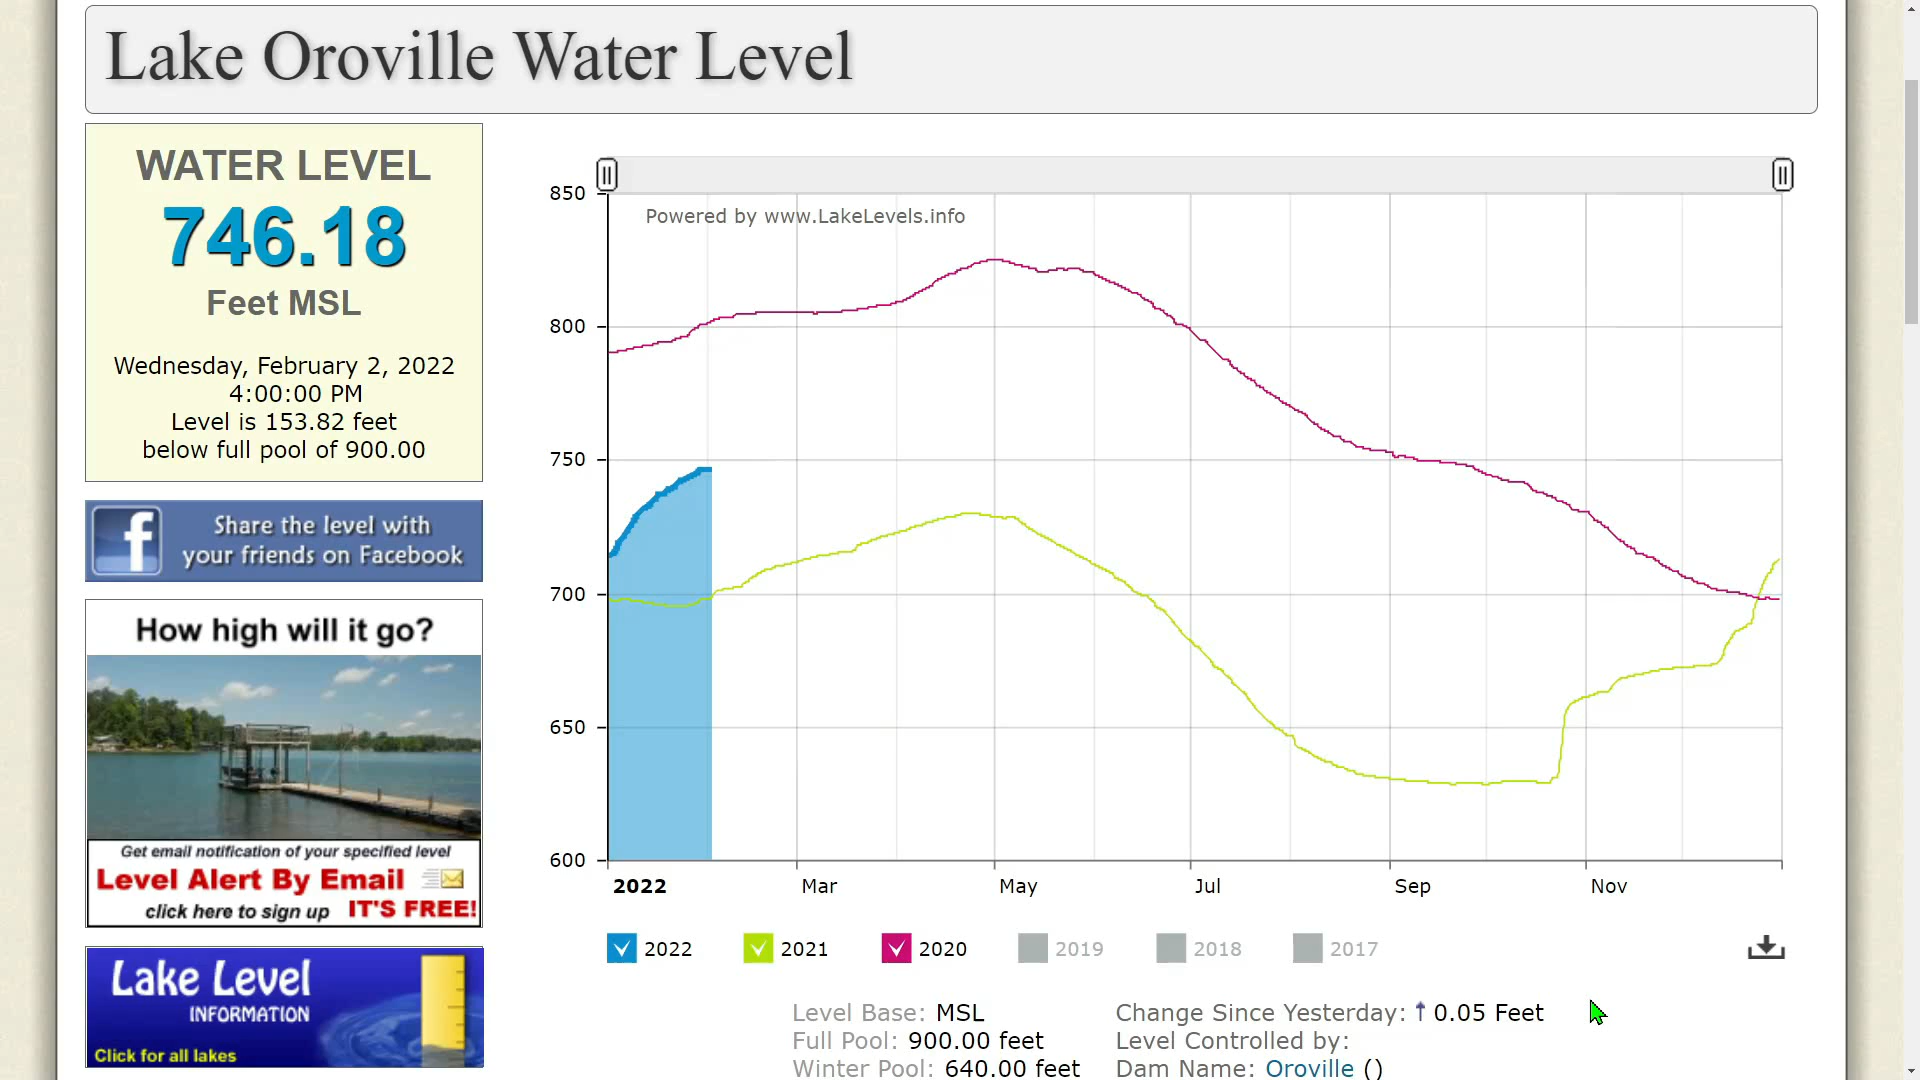 Lake Oroville Water Level
WATER LEVEL
746.18
Feet MSL
Wednesday, February 2, 2022
4:00:00 PM
Level is 153.82 feet
below full pool of 900.00
Share the level with
your friends on Facebook
How high will it go?
Get email notification of your specified level
Level Alert By Email
click here to sign up IT'S FREE!
Lake Level
INFORMATION
Click for all lakes
Powered by www.LakeLevels.info
850
800
750
700
650
600
2022 Mar May Jul Sep Nov
2022 2021 2020 2019 2018 2017
Level Base: MSL
Full Pool: 900.00 feet
Winter Pool: 640.00 feet
Change Since Yesterday: ↑ 0.05 Feet
Level Controlled by:
Dam Name: Oroville ()